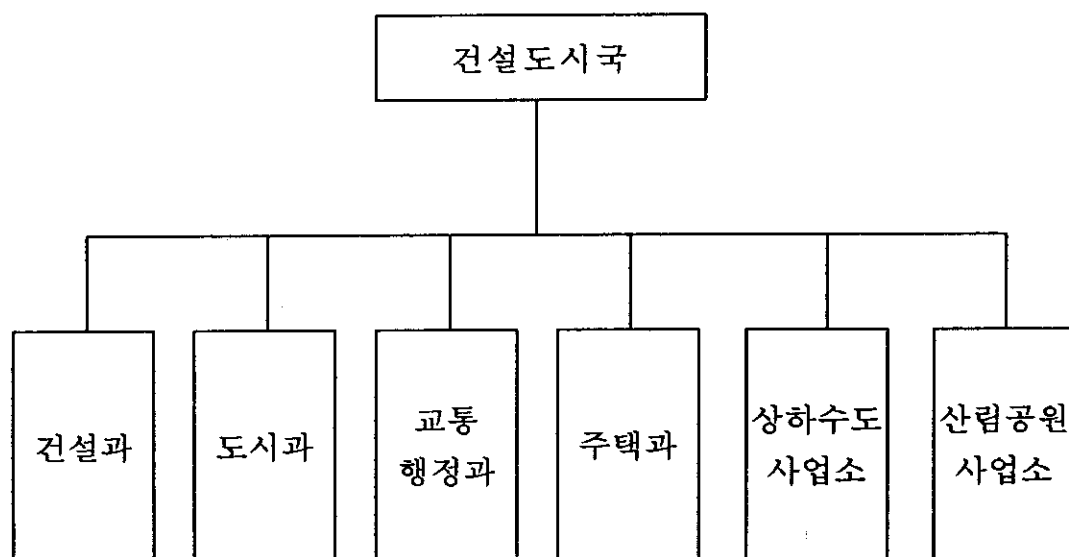 건설도시국
건설과
도시과
교통
행정과
주택과
상하수도
사업소
산림공원
사업소